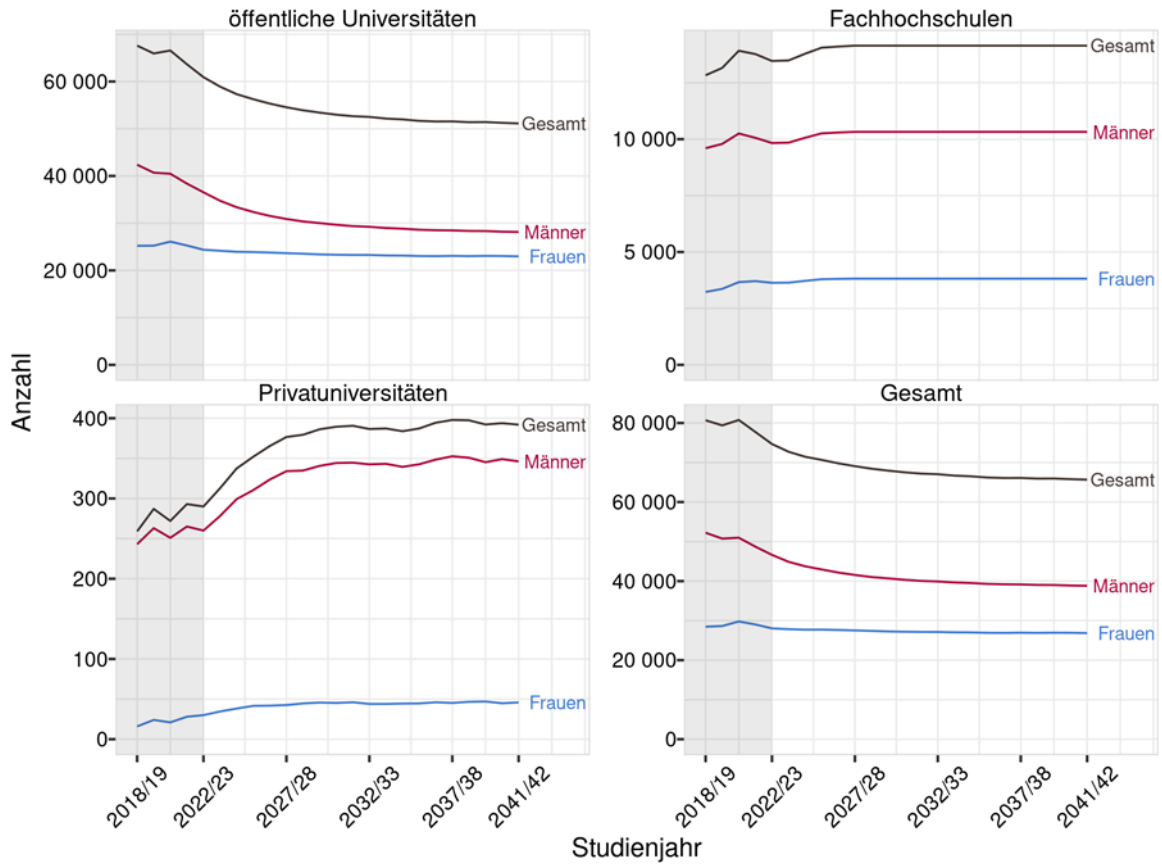 öffentliche Universitäten
60 000
40 000
20 000
0
Gesamt
Männer
Frauen
Fachhochschulen
10 000
5 000
0
Gesamt
Männer
Frauen
Anzahl
Privatuniversitäten
400
300
200
100
0
Gesamt
Männer
Frauen
2018/19
2022/23
2027/28
2032/33
2037/38
2041/42
Gesamt
80 000
60 000
40 000
20 000
0
Gesamt
Männer
Frauen
2018/19
2022/23
2027/28
2032/33
2037/38
2041/42
Studienjahr